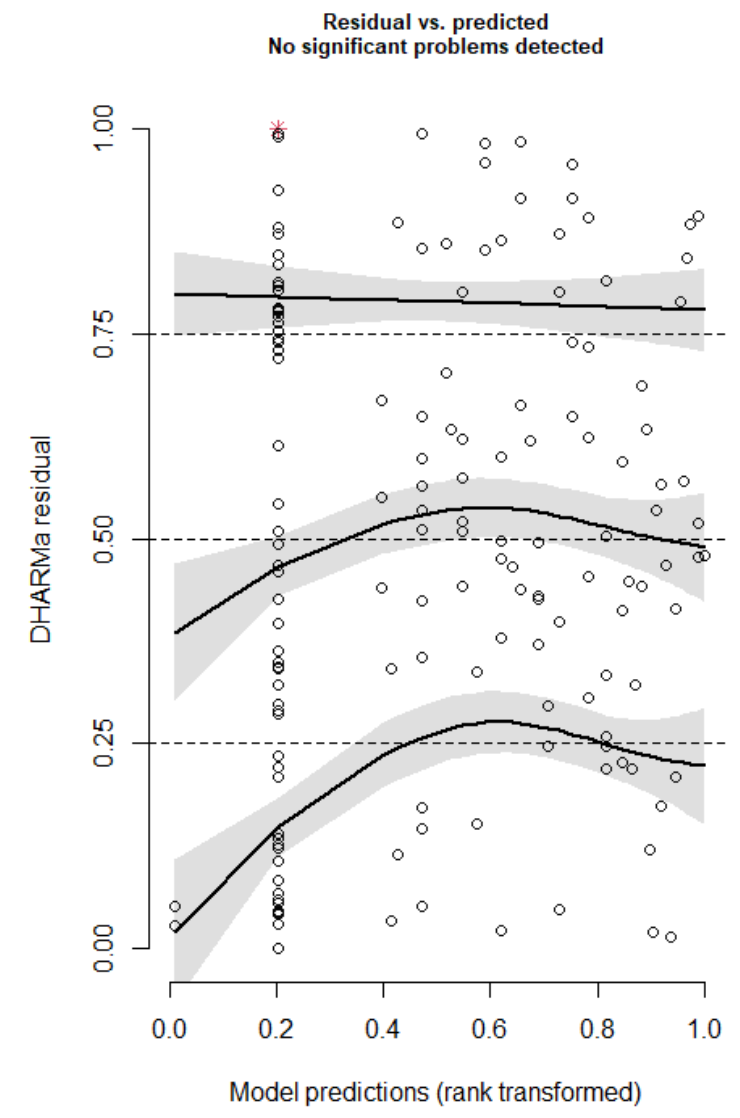 Residual vs. predicted
No significant problems detected
1.00
0.75
0.50
0.25
0.00
DHARMa residual
0.0 0.2 0.4 0.6 0.8 1.0
Model predictions (rank transformed)